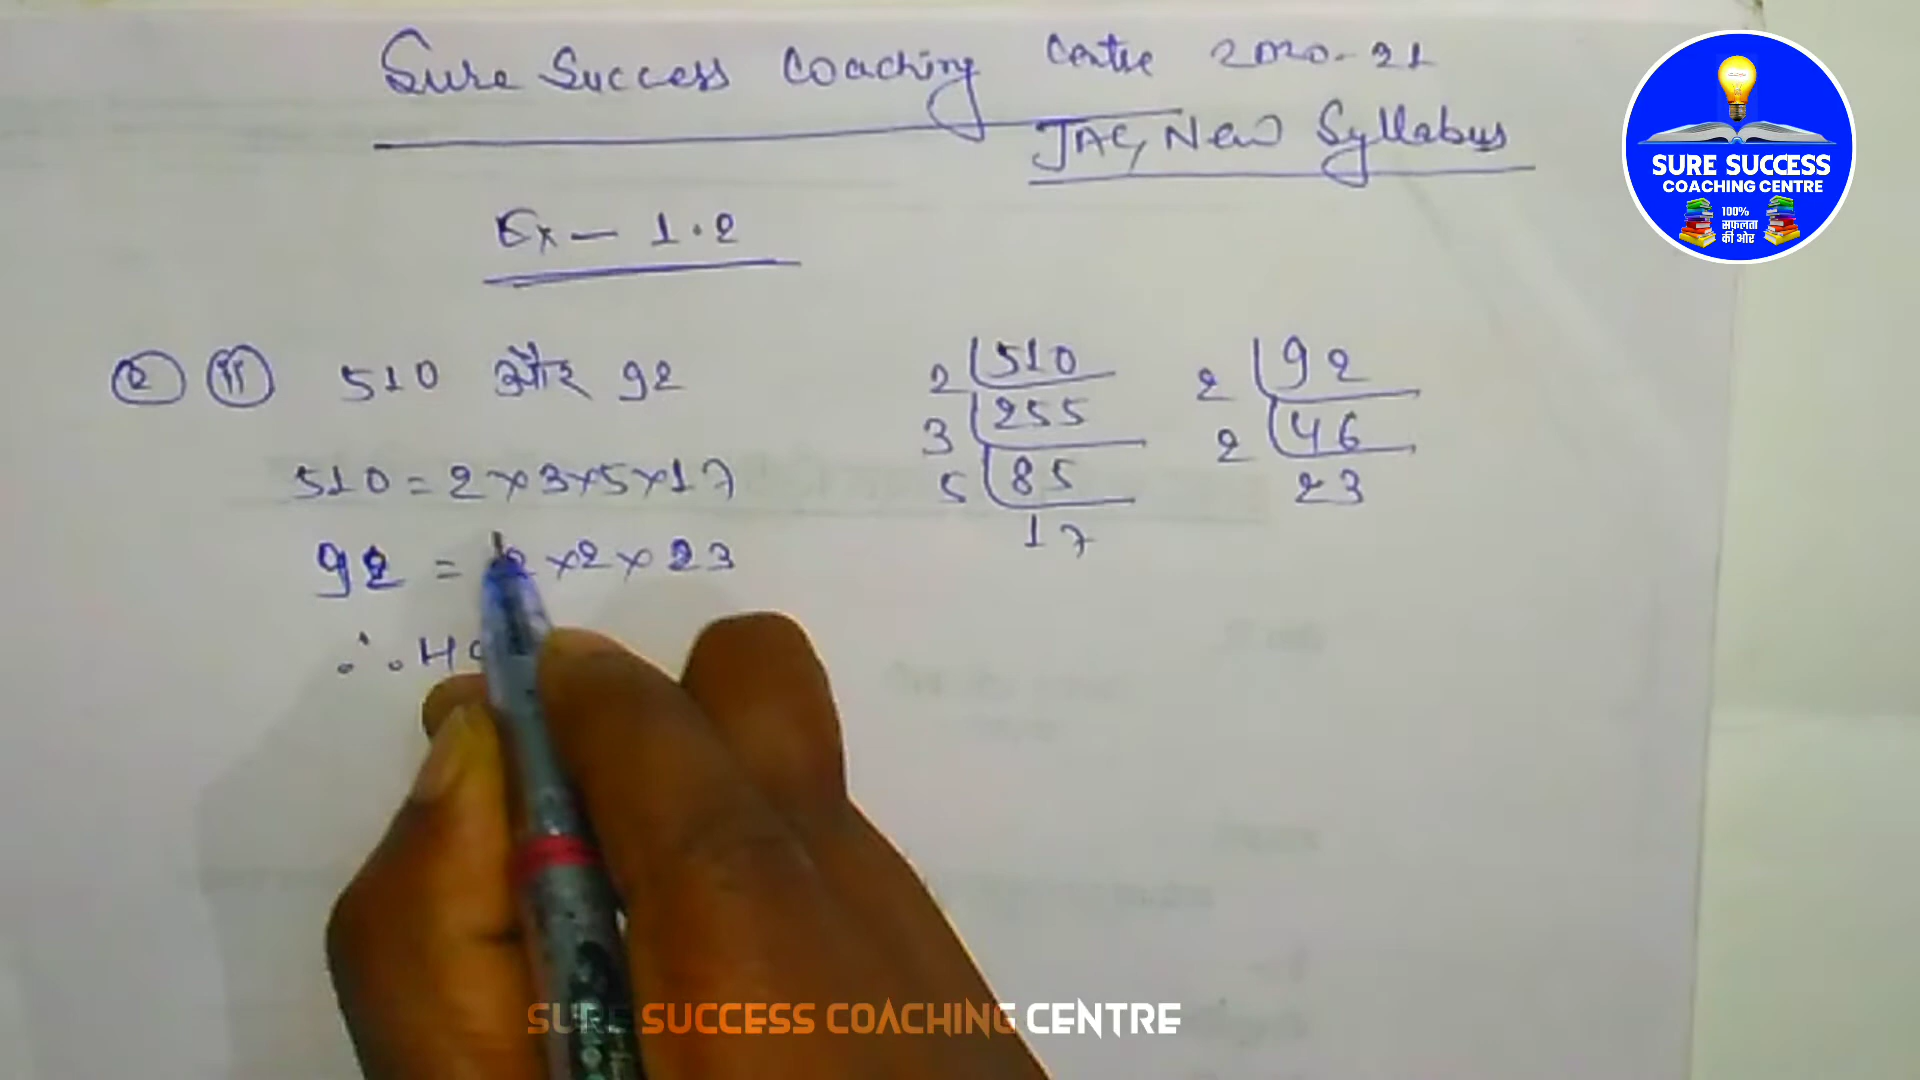 Sure Success Coaching Centre 2020-21
JAC, New Syllabus
SURE SUCCESS
COACHING CENTRE
100%
सफलता
की ओर
Ex - 1.2
2 ii 510 और 92
510 = 2×3×5×17
92 = 2×2×23
∴ HC
2 510
3 255
5 85
17
2 92
2 46
23
SURE SUCCESS COACHING CENTRE